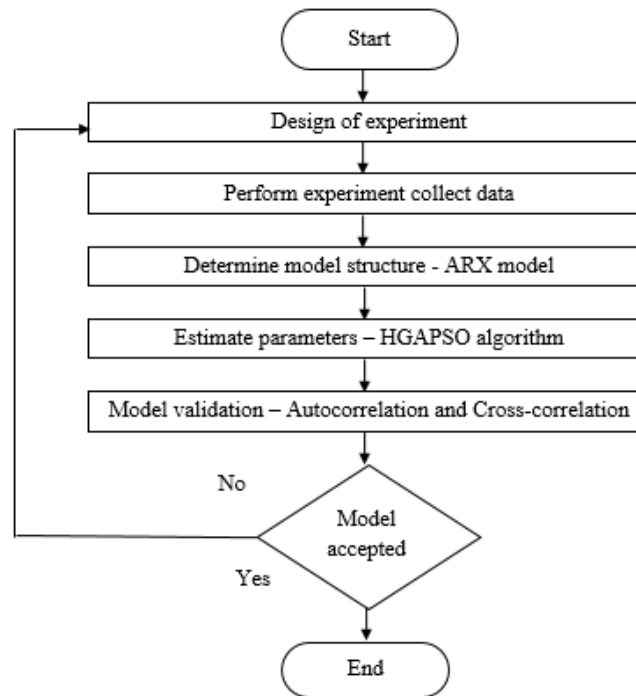 Start
Design of experiment
Perform experiment collect data
Determine model structure - ARX model
Estimate parameters – HGAPSO algorithm
Model validation – Autocorrelation and Cross-correlation
No
Model
accepted
Yes
End